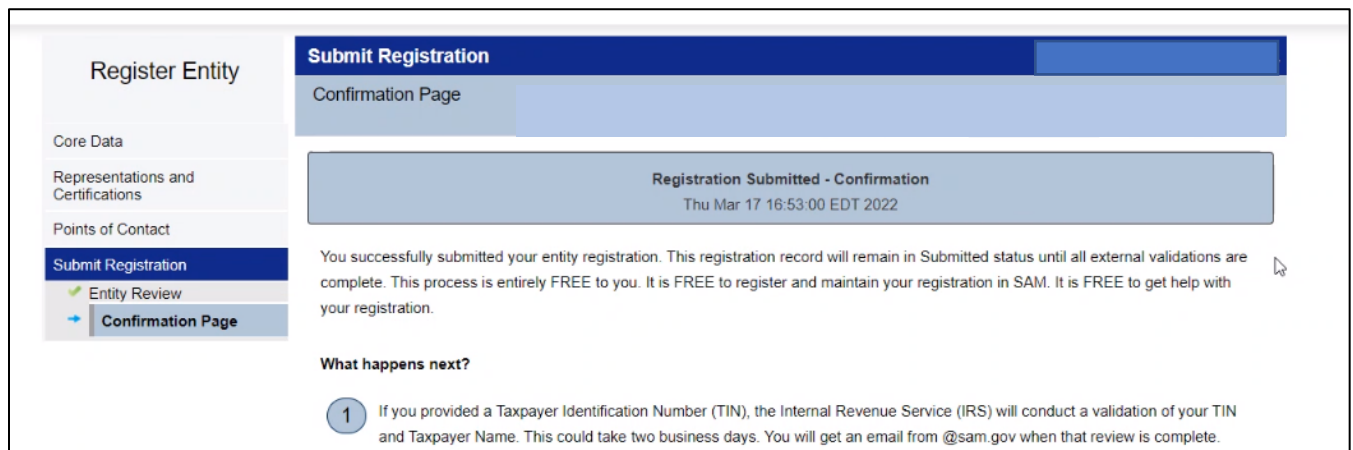 Register Entity
Core Data
Representations and
Certifications
Points of Contact
Submit Registration
Entity Review
Confirmation Page
Submit Registration
Confirmation Page
Registration Submitted - Confirmation
Thu Mar 17 16:53:00 EDT 2022
You successfully submitted your entity registration. This registration record will remain in Submitted status until all external validations are
complete. This process is entirely FREE to you. It is FREE to register and maintain your registration in SAM. It is FREE to get help with
your registration.
What happens next?
1 If you provided a Taxpayer Identification Number (TIN), the Internal Revenue Service (IRS) will conduct a validation of your TIN
and Taxpayer Name. This could take two business days. You will get an email from @sam.gov when that review is complete.